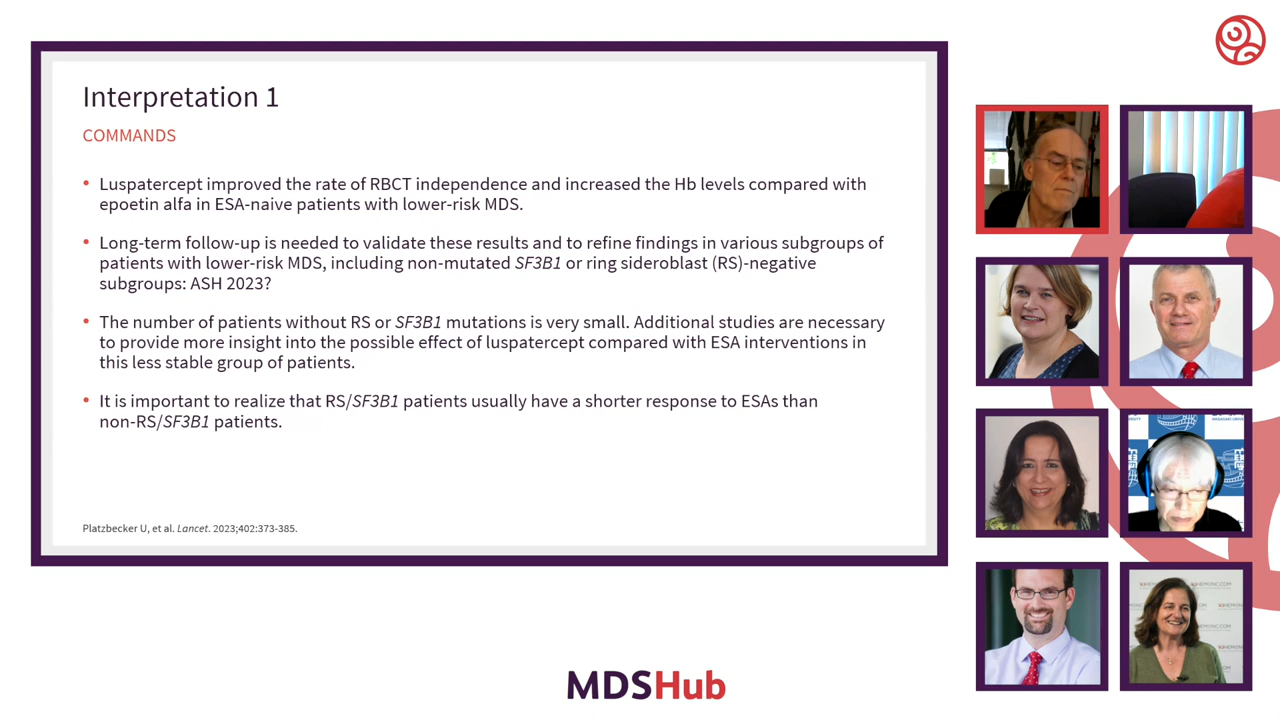 Interpretation 1
COMMANDS
• Luspatercept improved the rate of RBCT independence and increased the Hb levels compared with
epoetin alfa in ESA-naive patients with lower-risk MDS.
• Long-term follow-up is needed to validate these results and to refine findings in various subgroups of
patients with lower-risk MDS, including non-mutated SF3B1 or ring sideroblast (RS)-negative
subgroups: ASH 2023?
• The number of patients without RS or SF3B1 mutations is very small. Additional studies are necessary
to provide more insight into the possible effect of luspatercept compared with ESA interventions in
this less stable group of patients.
• It is important to realize that RS/SF3B1 patients usually have a shorter response to ESAs than
non-RS/SF3B1 patients.
Platzbecker U, et al. Lancet. 2023;402:373-385.
MDSHub